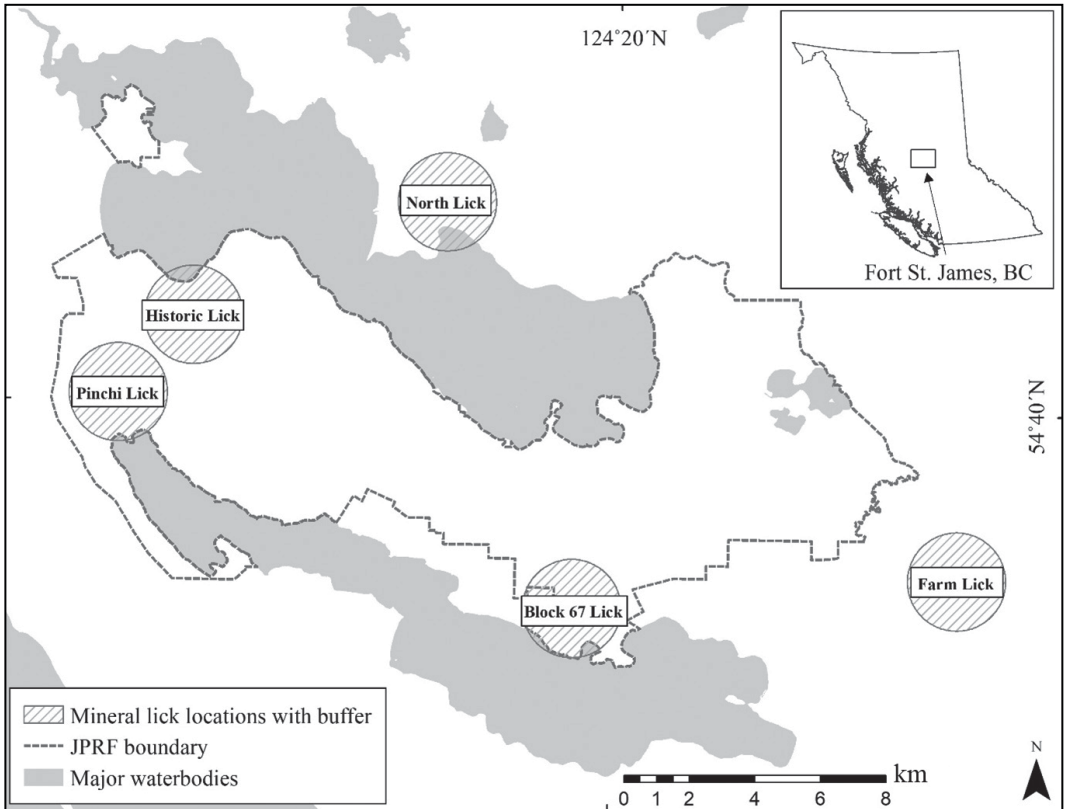 124°20´N
Fort St. James, BC
North Lick
Historic Lick
Pinchi Lick
54°40´N
Farm Lick
Block 67 Lick
Mineral lick locations with buffer
JPRF boundary
Major waterbodies
km
0 1 2 4 6 8
N